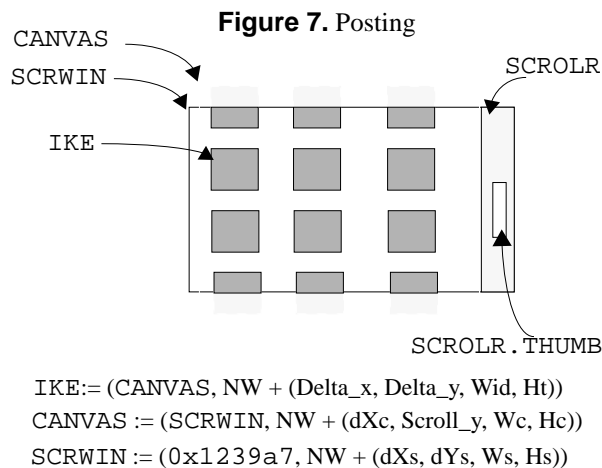 Figure 7. Posting
CANVAS
SCRWIN
SCROLR
IKE
SCROLR.THUMB
IKE:= (CANVAS, NW + (Delta_x, Delta_y, Wid, Ht))
CANVAS := (SCRWIN, NW + (dXc, Scroll_y, Wc, Hc))
SCRWIN := (0x1239a7, NW + (dXs, dYs, Ws, Hs))